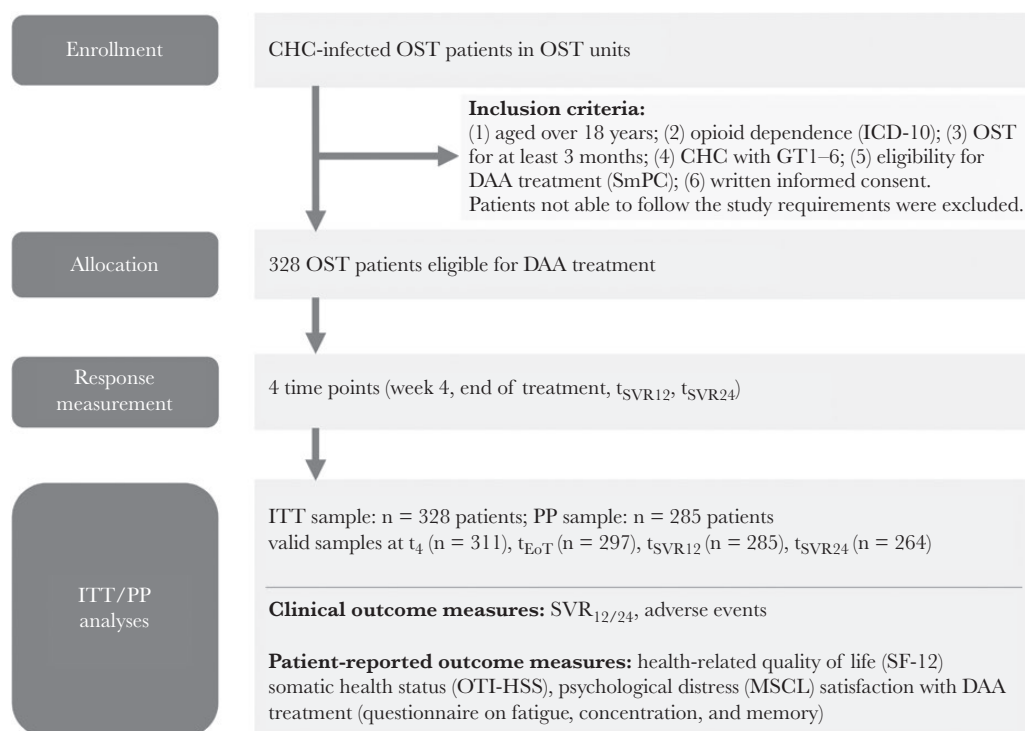 Enrollment
CHC-infected OST patients in OST units
Inclusion criteria:
(1) aged over 18 years; (2) opioid dependence (ICD-10); (3) OST
for at least 3 months; (4) CHC with GT1–6; (5) eligibility for
DAA treatment (SmPC); (6) written informed consent.
Patients not able to follow the study requirements were excluded.
Allocation
328 OST patients eligible for DAA treatment
Response
measurement
4 time points (week 4, end of treatment, tSVR12, tSVR24)
ITT/PP
analyses
ITT sample: n = 328 patients; PP sample: n = 285 patients
valid samples at t4 (n = 311), tEoT (n = 297), tSVR12 (n = 285), tSVR24 (n = 264)
Clinical outcome measures: SVR12/24, adverse events
Patient-reported outcome measures: health-related quality of life (SF-12)
somatic health status (OTI-HSS), psychological distress (MSCL) satisfaction with DAA
treatment (questionnaire on fatigue, concentration, and memory)